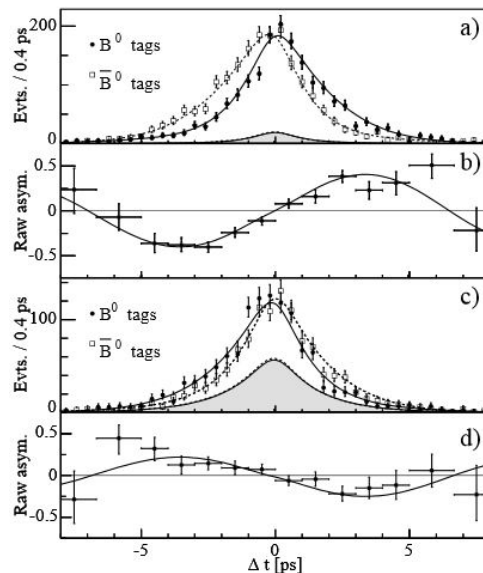 a)
200
100
0
Evts. / 0.4 ps
B⁰ tags
B̅⁰ tags
b)
0.5
0
-0.5
Raw asym.
c)
100
0
Evts. / 0.4 ps
B⁰ tags
B̅⁰ tags
d)
0.5
0
-0.5
Raw asym.
-5 0 5
Δ t [ps]